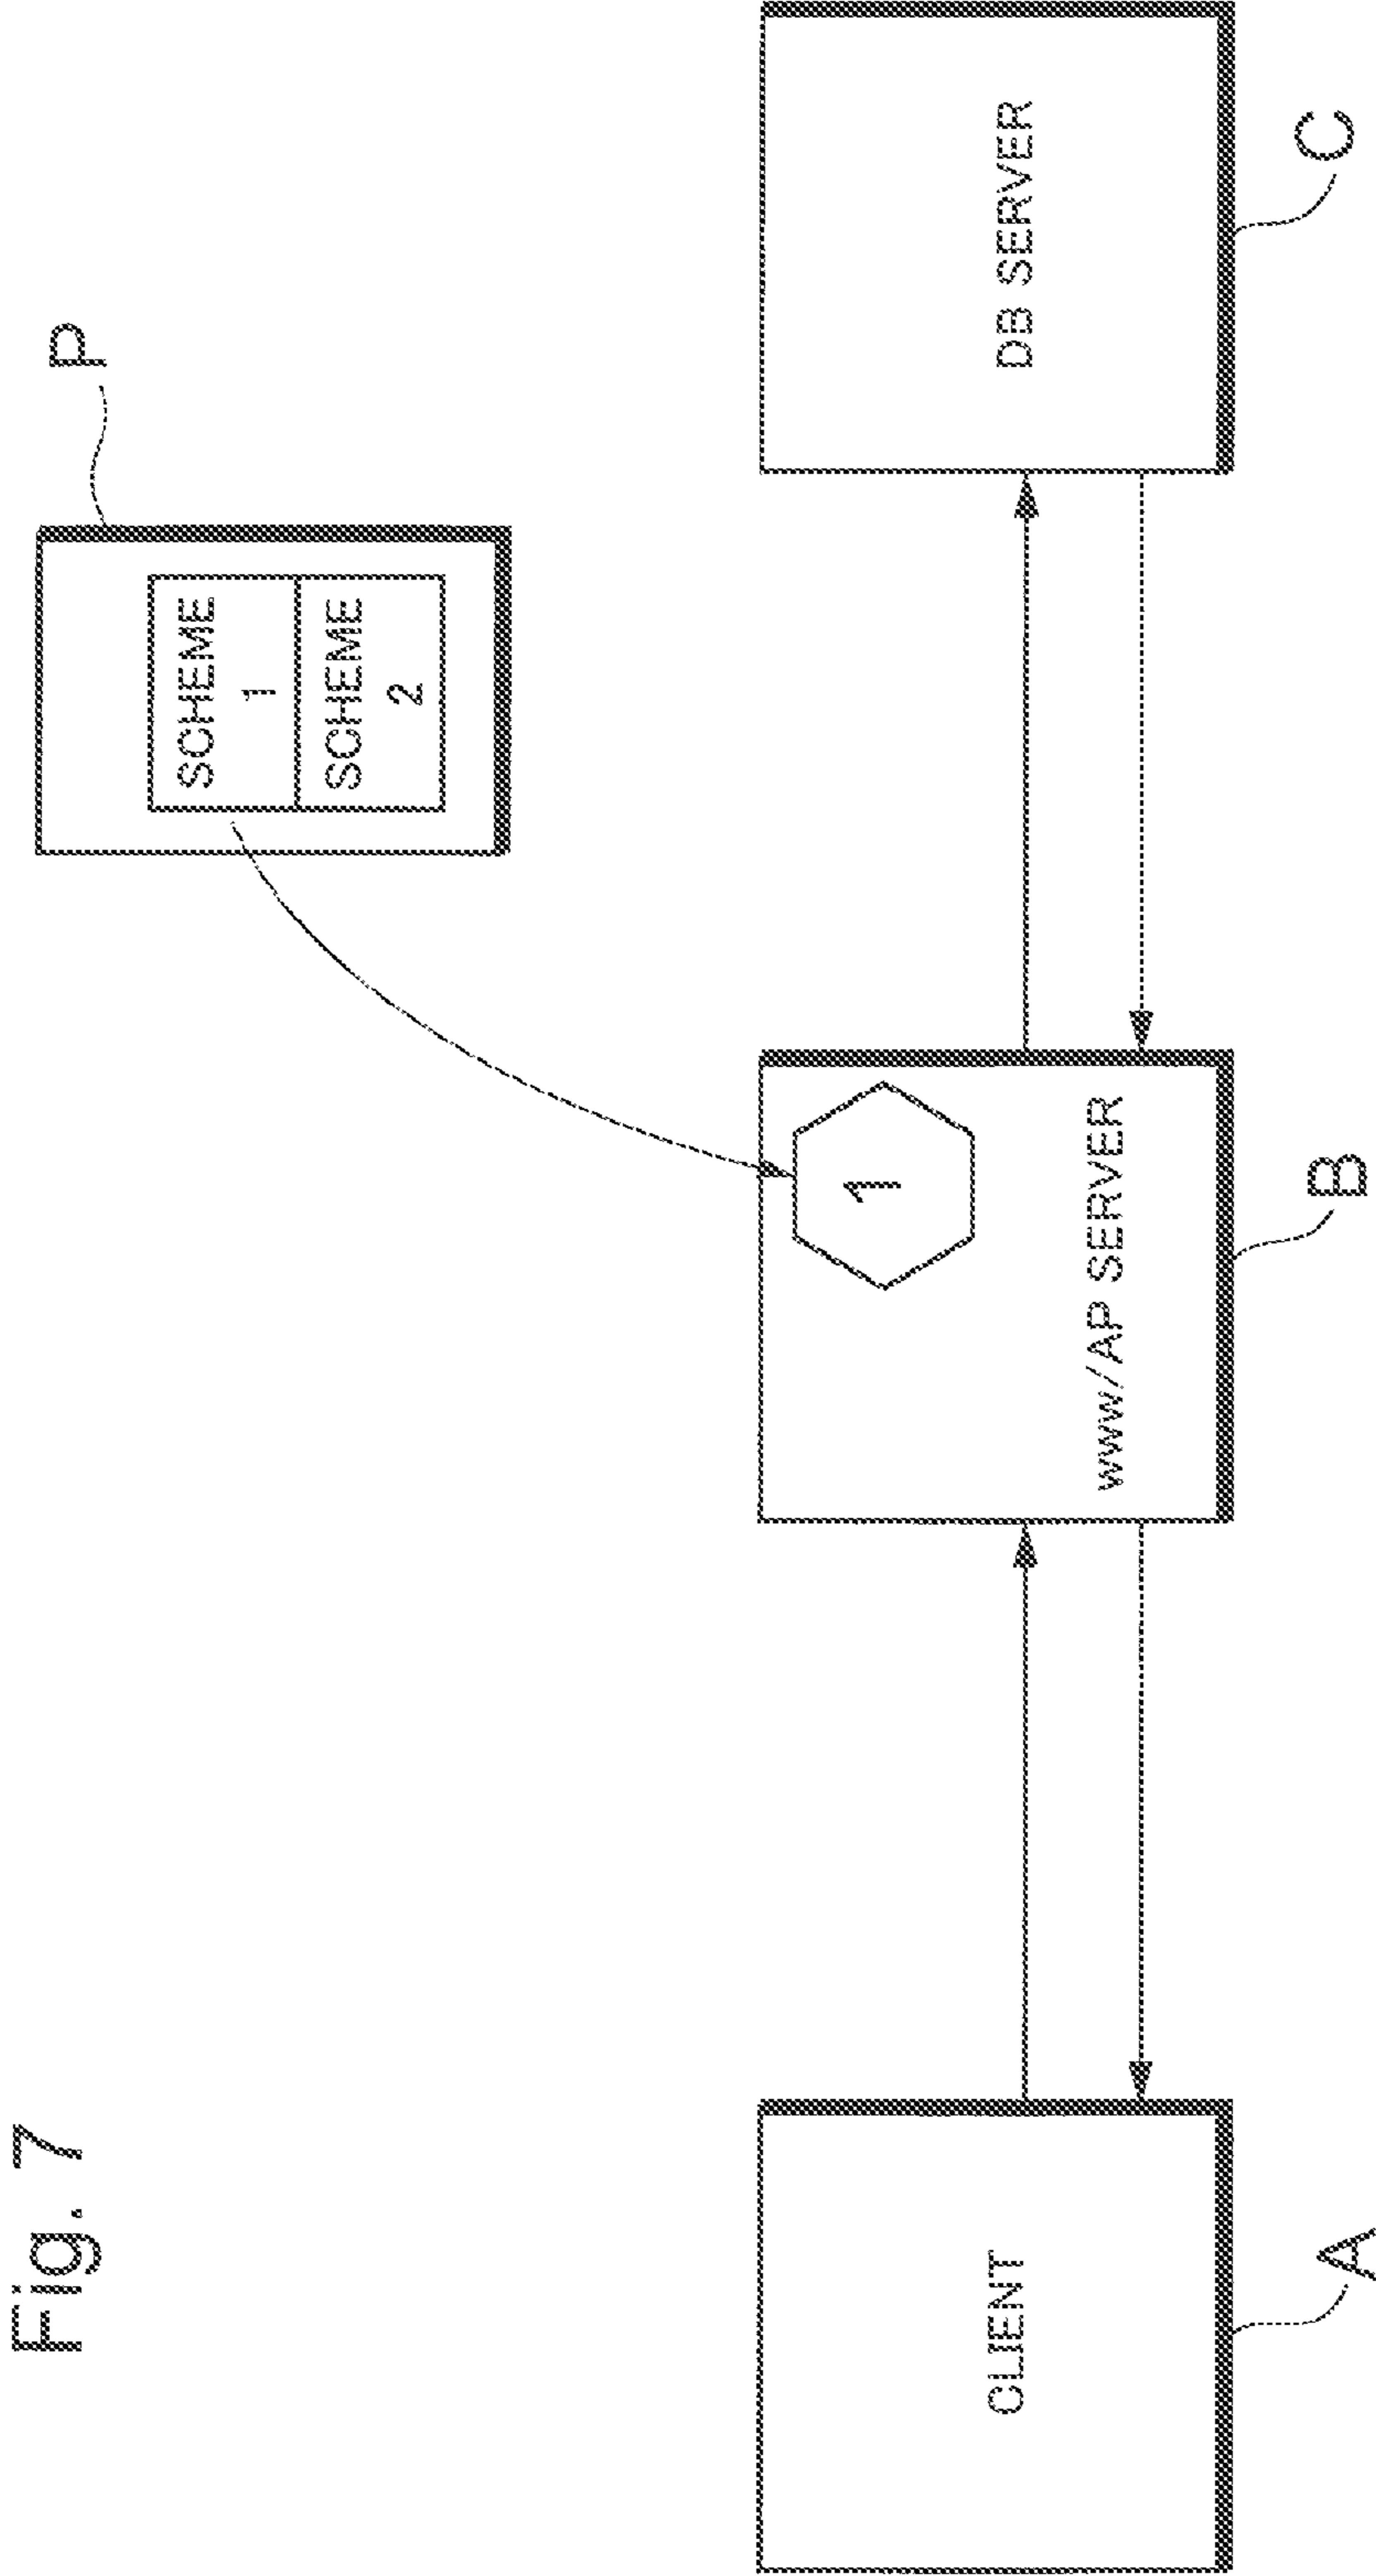 Fig. 7
P
SCHEME
1
SCHEME
2
CLIENT
1
www/AP SERVER
DB SERVER
A
B
C